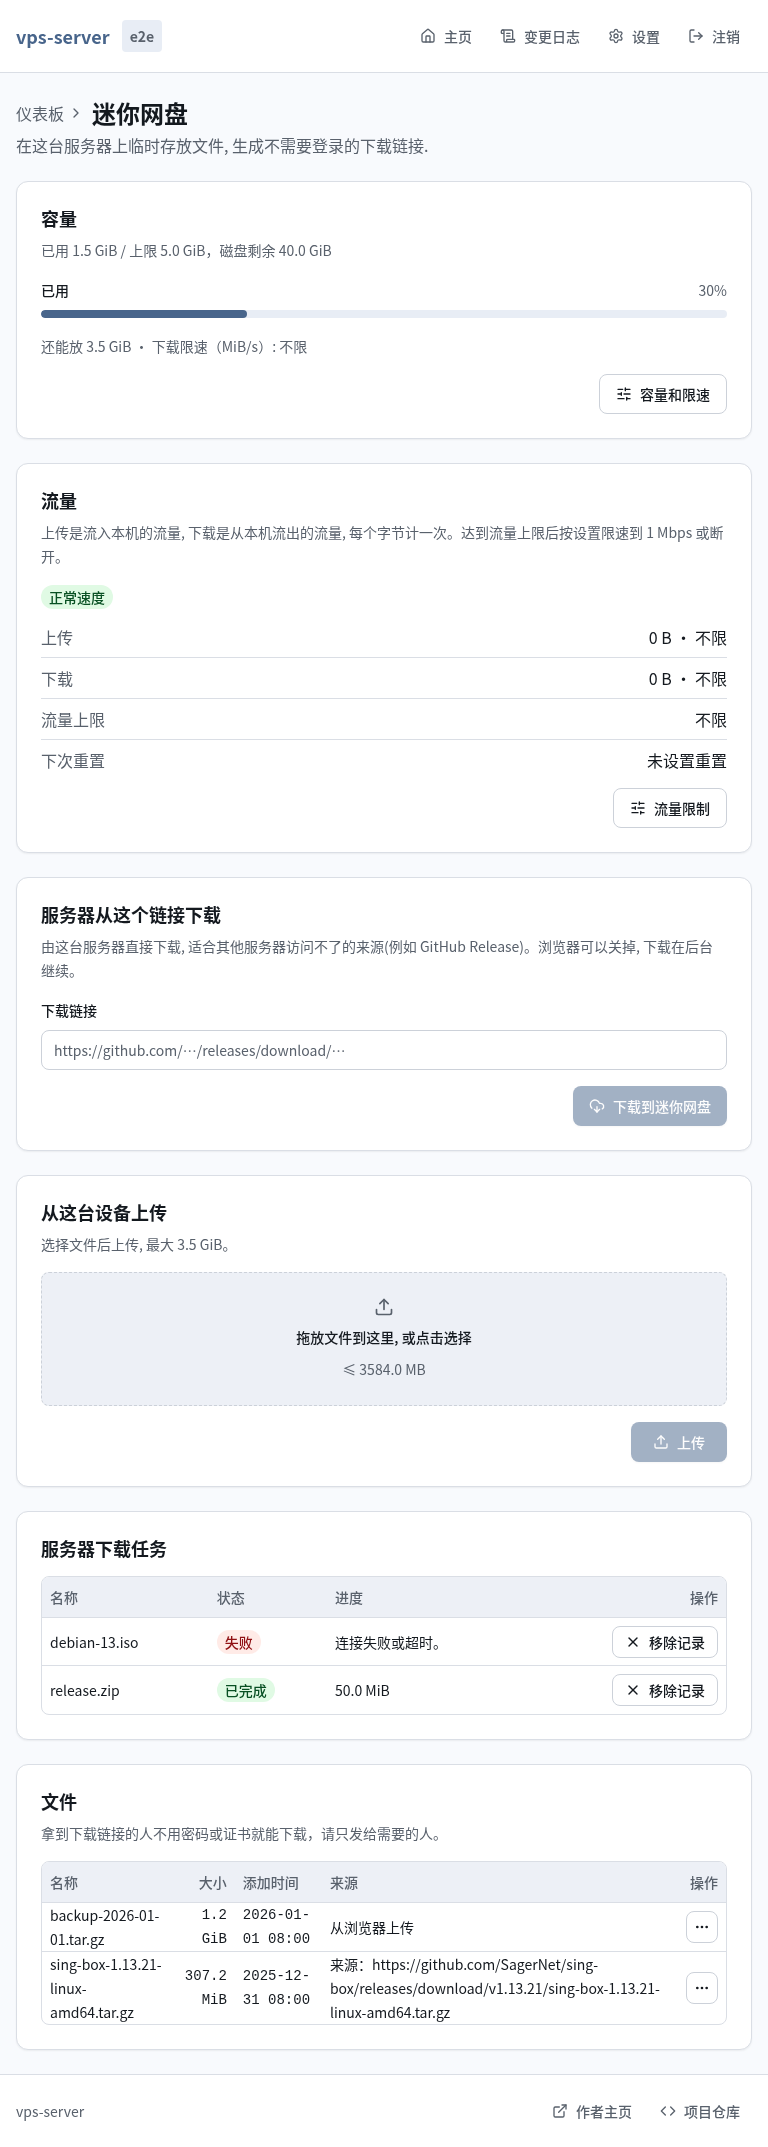 vps-server e2e 主页 变更日志 设置 注销
仪表板 迷你网盘
在这台服务器上临时存放文件, 生成不需要登录的下载链接.
容量
已用 1.5 GiB / 上限 5.0 GiB，磁盘剩余 40.0 GiB
已用 30%
还能放 3.5 GiB · 下载限速（MiB/s）: 不限
容量和限速
流量
上传是流入本机的流量, 下载是从本机流出的流量, 每个字节计一次。达到流量上限后按设置限速到 1 Mbps 或断
开。
正常速度
上传 0 B · 不限
下载 0 B · 不限
流量上限 不限
下次重置 未设置重置
流量限制
服务器从这个链接下载
由这台服务器直接下载, 适合其他服务器访问不了的来源(例如 GitHub Release)。浏览器可以关掉, 下载在后台
继续。
下载链接
https://github.com/…/releases/download/…
下载到迷你网盘
从这台设备上传
选择文件后上传, 最大 3.5 GiB。
拖放文件到这里, 或点击选择
≤ 3584.0 MB
上传
服务器下载任务
名称 状态 进度 操作
debian-13.iso 失败 连接失败或超时。 移除记录
release.zip 已完成 50.0 MiB 移除记录
文件
拿到下载链接的人不用密码或证书就能下载，请只发给需要的人。
名称 大小 添加时间 来源 操作
backup-2026-01-
01.tar.gz
1.2
GiB
2026-01-
01 08:00
从浏览器上传
sing-box-1.13.21-
linux-
amd64.tar.gz
307.2
MiB
2025-12-
31 08:00
来源：https://github.com/SagerNet/sing-
box/releases/download/v1.13.21/sing-box-1.13.21-
linux-amd64.tar.gz
vps-server 作者主页 项目仓库